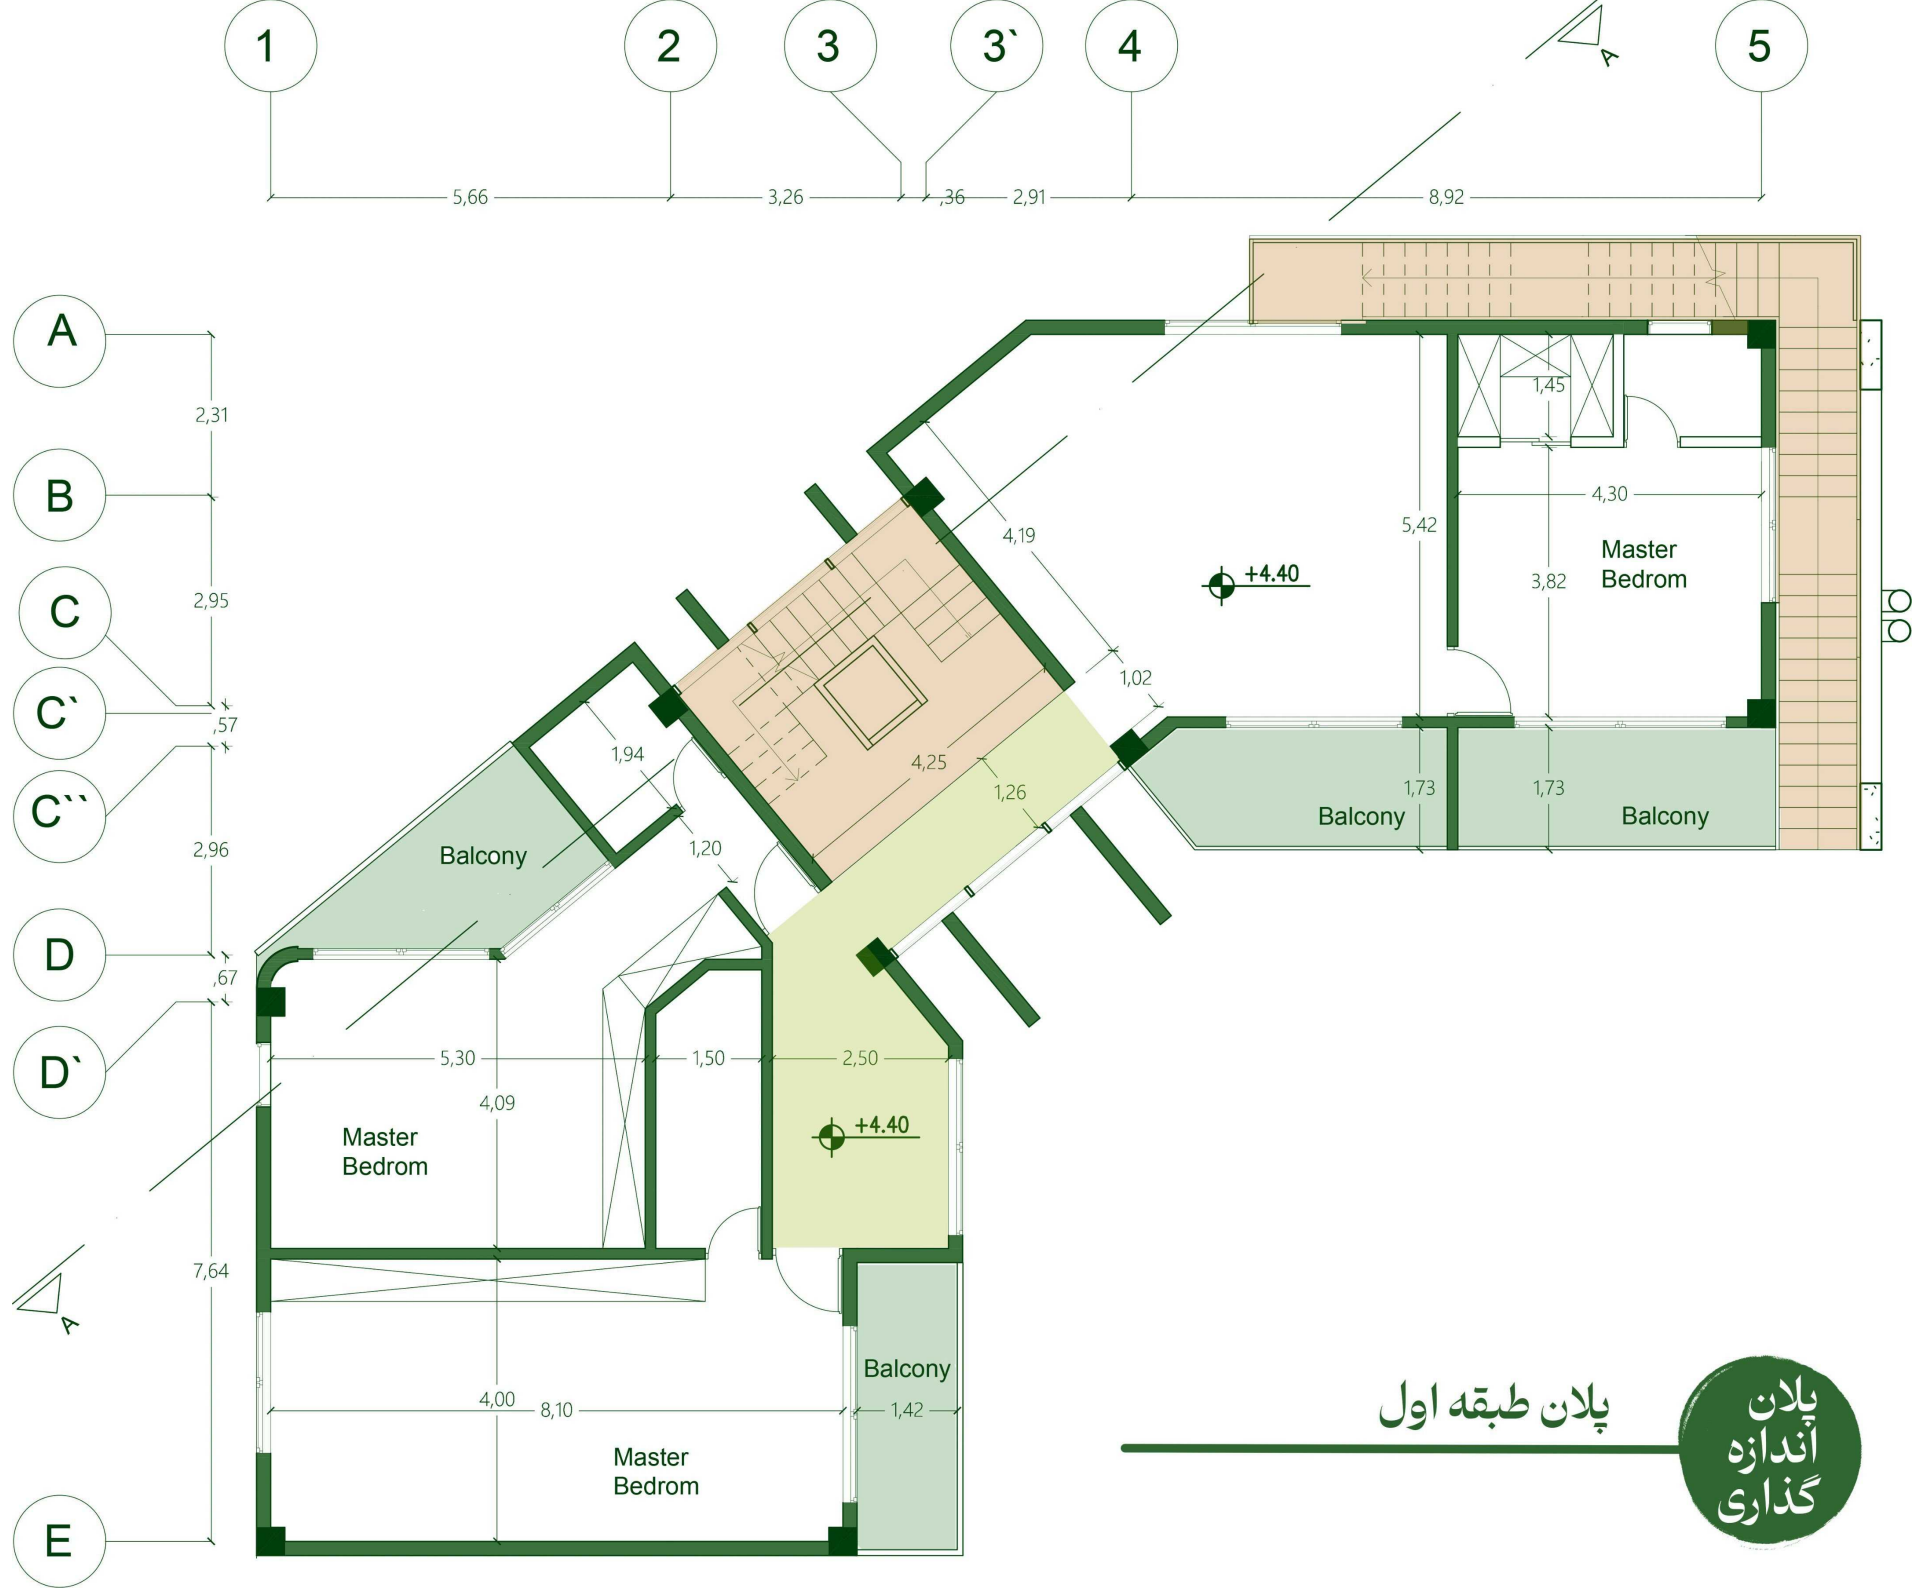 1 2 3 3` 4 5
A
5,66 3,26 ,36 2,91 8,92
A
B
C
C`
C``
D
D`
E
2,31
2,95
,57
2,96
,67
7,64
1,45
4,30
5,42
4,19
Master
Bedrom
3,82
+4.40
1,02
1,94
4,25
1,26
1,73
1,73
Balcony
Balcony
Balcony
1,20
5,30
1,50
2,50
4,09
+4.40
Master
Bedrom
A
Balcony
4,00
8,10
1,42
Master
Bedrom
پلان طبقه اول
پلان
اندازه
گذاری